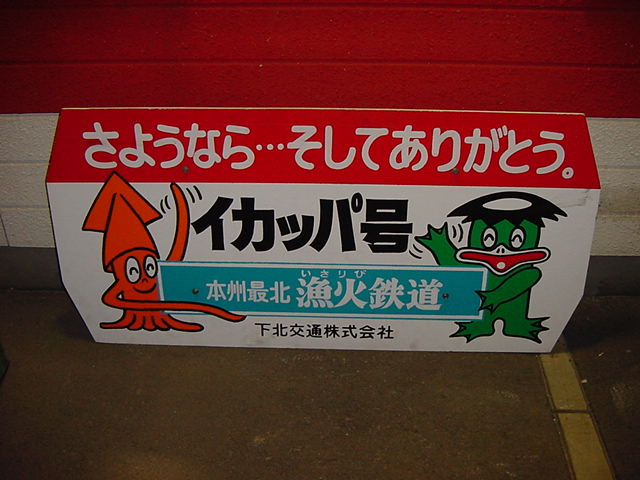 さようなら…そしてありがとう。
イカッパ号
いさりび
本州最北 漁火鉄道
下北交通株式会社